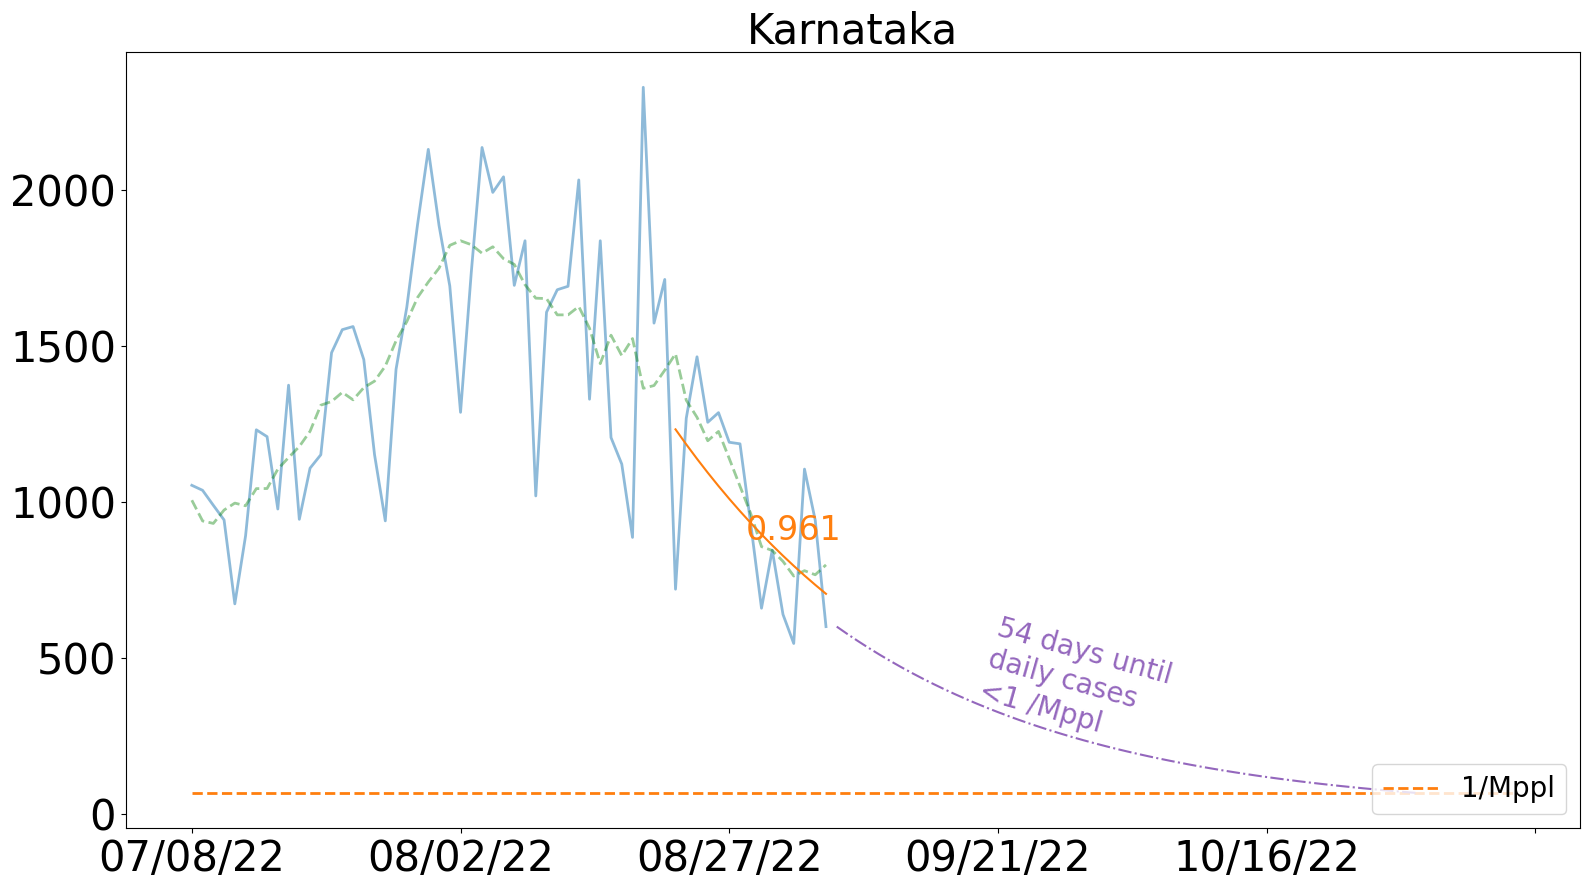 Karnataka
2000
1500
1000
500
0
0.961
54 days until
daily cases
<1 /Mppl
1/Mppl
07/08/22
08/02/22
08/27/22
09/21/22
10/16/22